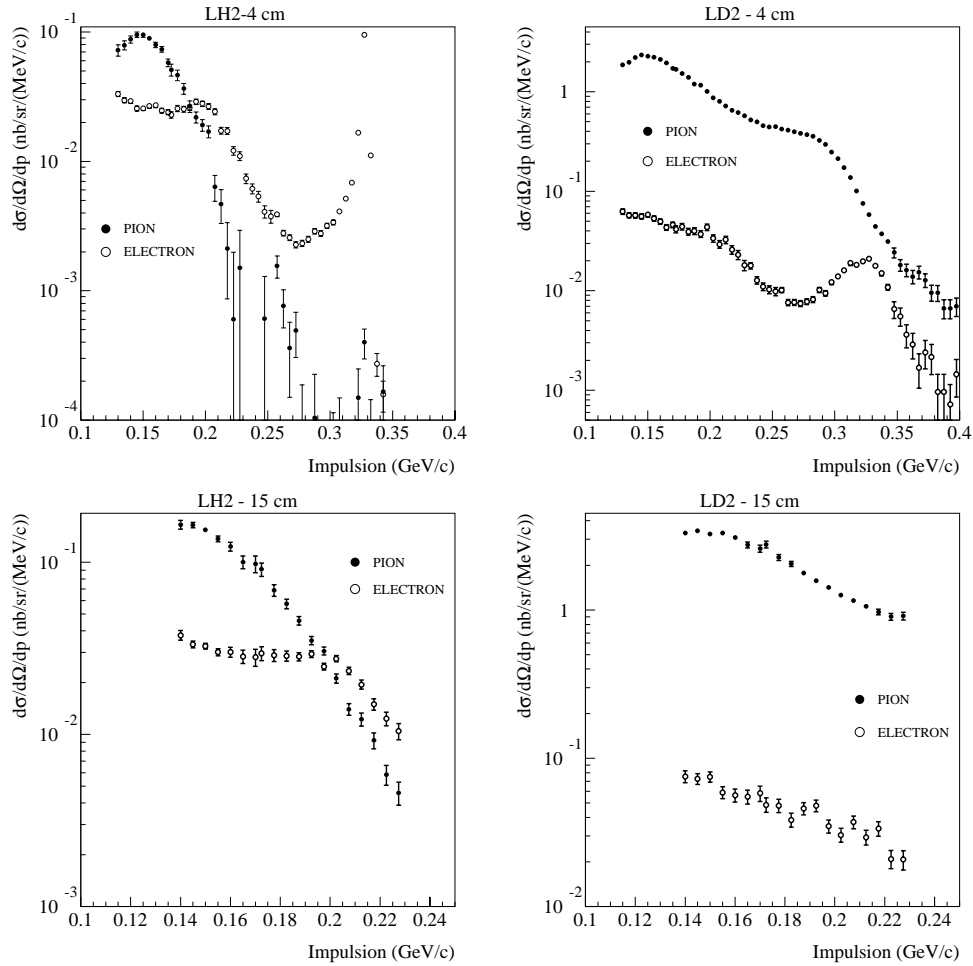 LH2-4 cm
dσ/dΩ/dp (nb/sr/(MeV/c))
10 -1
10 -2
10 -3
10 -4
PION
ELECTRON
0.1 0.15 0.2 0.25 0.3 0.35 0.4
Impulsion (GeV/c)
LD2 - 4 cm
dσ/dΩ/dp (nb/sr/(MeV/c))
1
10 -1
10 -2
10 -3
PION
ELECTRON
0.1 0.15 0.2 0.25 0.3 0.35 0.4
Impulsion (GeV/c)
LH2 - 15 cm
dσ/dΩ/dp (nb/sr/(MeV/c))
10 -1
10 -2
10 -3
PION
ELECTRON
0.1 0.12 0.14 0.16 0.18 0.2 0.22 0.24
Impulsion (GeV/c)
LD2 - 15 cm
dσ/dΩ/dp (nb/sr/(MeV/c))
1
10 -1
10 -2
PION
ELECTRON
0.1 0.12 0.14 0.16 0.18 0.2 0.22 0.24
Impulsion (GeV/c)